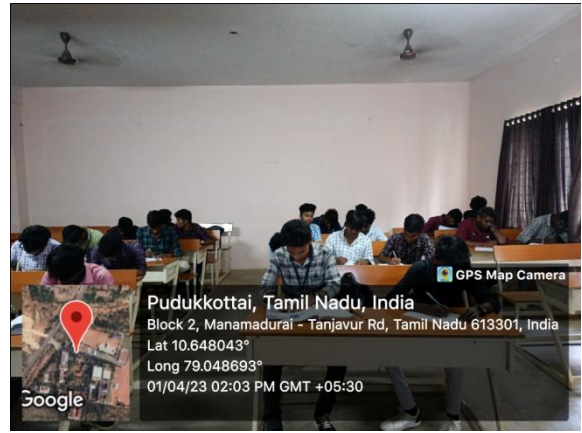 GPS Map Camera
Pudukkottai, Tamil Nadu, India
Block 2, Manamadurai - Tanjavur Rd, Tamil Nadu 613301, India
Lat 10.648043°
Long 79.048693°
01/04/23 02:03 PM GMT +05:30
Google